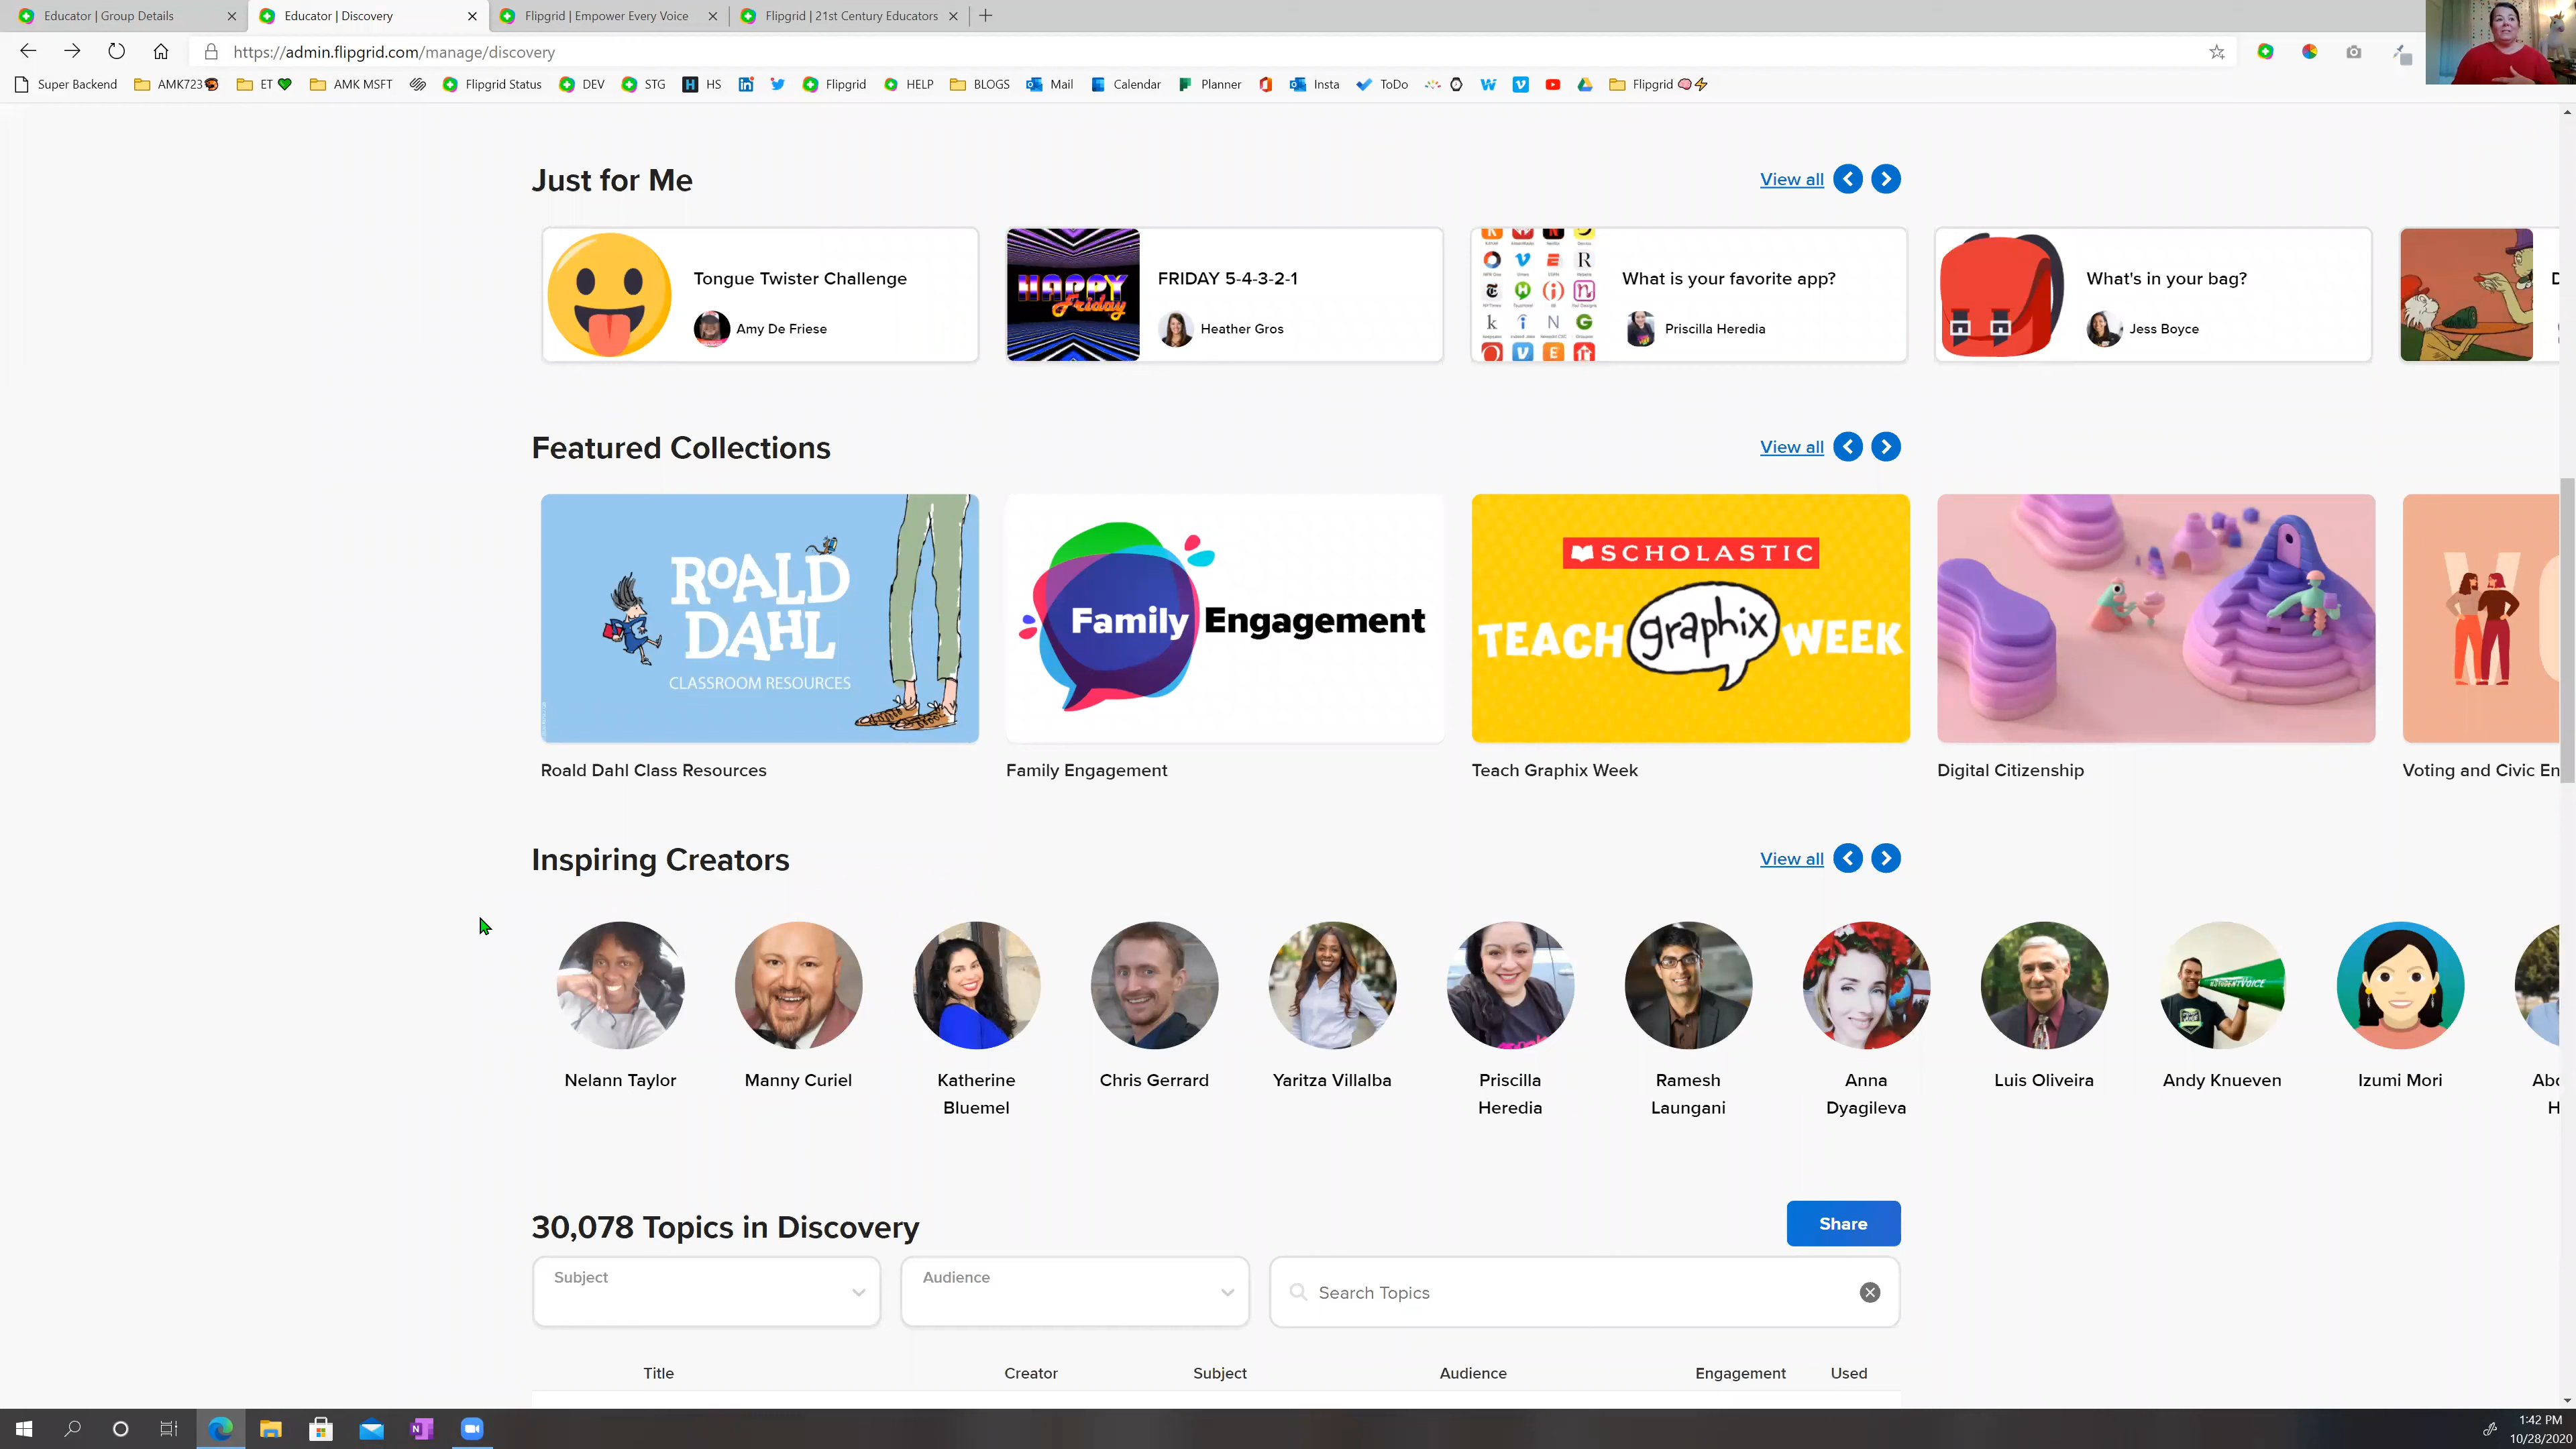 Educator | Group Details
Educator | Discovery
Flipgrid | Empower Every Voice
Flipgrid | 21st Century Educators
https://admin.flipgrid.com/manage/discovery
Super Backend AMK723 ET AMK MSFT Flipgrid Status DEV STG HS Flipgrid HELP BLOGS Mail Calendar Planner Insta ToDo Flipgrid
Just for Me
View all
Tongue Twister Challenge
Amy De Friese
HAPPY
Friday
FRIDAY 5-4-3-2-1
Heather Gros
What is your favorite app?
Priscilla Heredia
What's in your bag?
Jess Boyce
Featured Collections
View all
ROALD
DAHL
CLASSROOM RESOURCES
Family Engagement
SCHOLASTIC
TEACH graphix WEEK
Roald Dahl Class Resources
Family Engagement
Teach Graphix Week
Digital Citizenship
Voting and Civic En
Inspiring Creators
View all
#STUDENTVOICE
Nelann Taylor
Manny Curiel
Katherine
Bluemel
Chris Gerrard
Yaritza Villalba
Priscilla
Heredia
Ramesh
Laungani
Anna
Dyagileva
Luis Oliveira
Andy Knueven
Izumi Mori
Abd
H
30,078 Topics in Discovery
Share
Subject
Audience
Search Topics
Title Creator Subject Audience Engagement Used
1:42 PM
10/28/2020